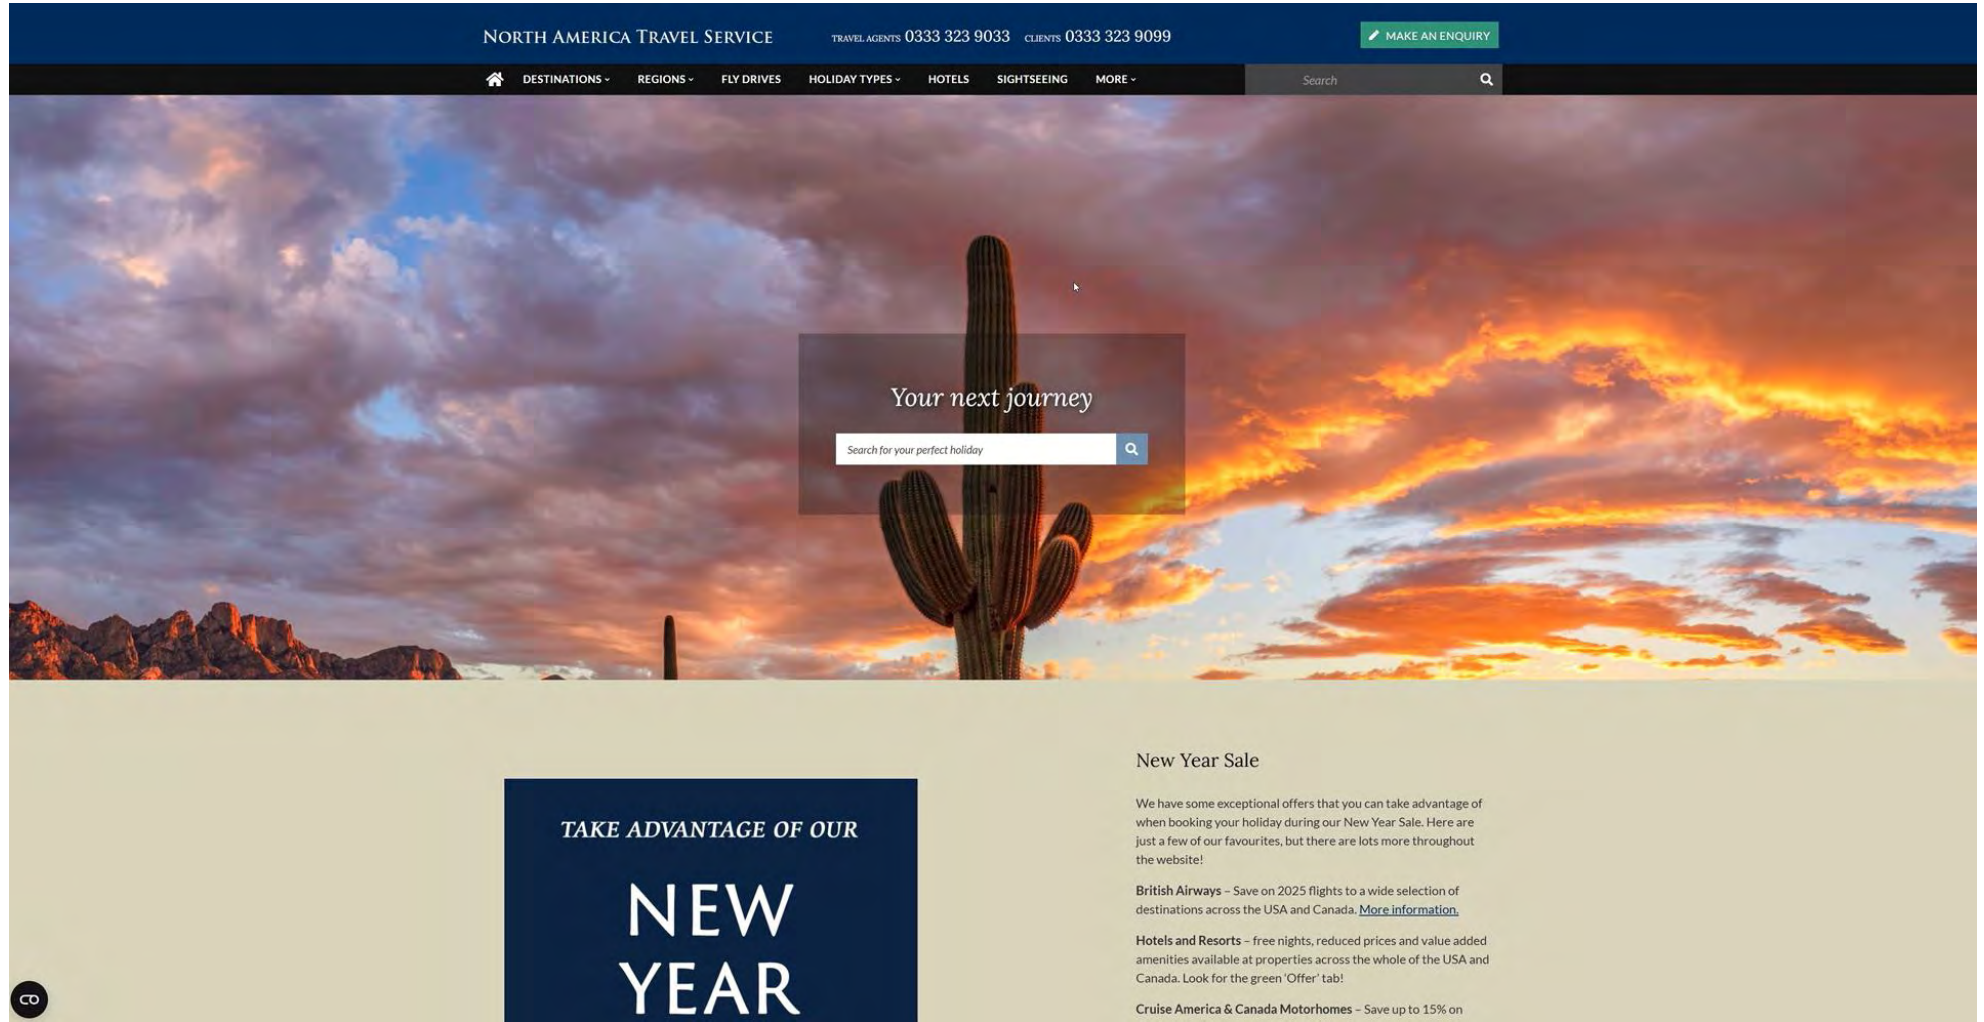 NORTH AMERICA TRAVEL SERVICE
TRAVEL AGENTS 0333 323 9033 CLIENTS 0333 323 9099
MAKE AN ENQUIRY
DESTINATIONS REGIONS FLY DRIVES HOLIDAY TYPES HOTELS SIGHTSEEING MORE
Search
Your next journey
Search for your perfect holiday
TAKE ADVANTAGE OF OUR
NEW
YEAR
New Year Sale
We have some exceptional offers that you can take advantage of
when booking your holiday during our New Year Sale. Here are
just a few of our favourites, but there are lots more throughout
the website!
British Airways – Save on 2025 flights to a wide selection of
destinations across the USA and Canada. More information.
Hotels and Resorts – free nights, reduced prices and value added
amenities available at properties across the whole of the USA and
Canada. Look for the green 'Offer' tab!
Cruise America & Canada Motorhomes – Save up to 15% on